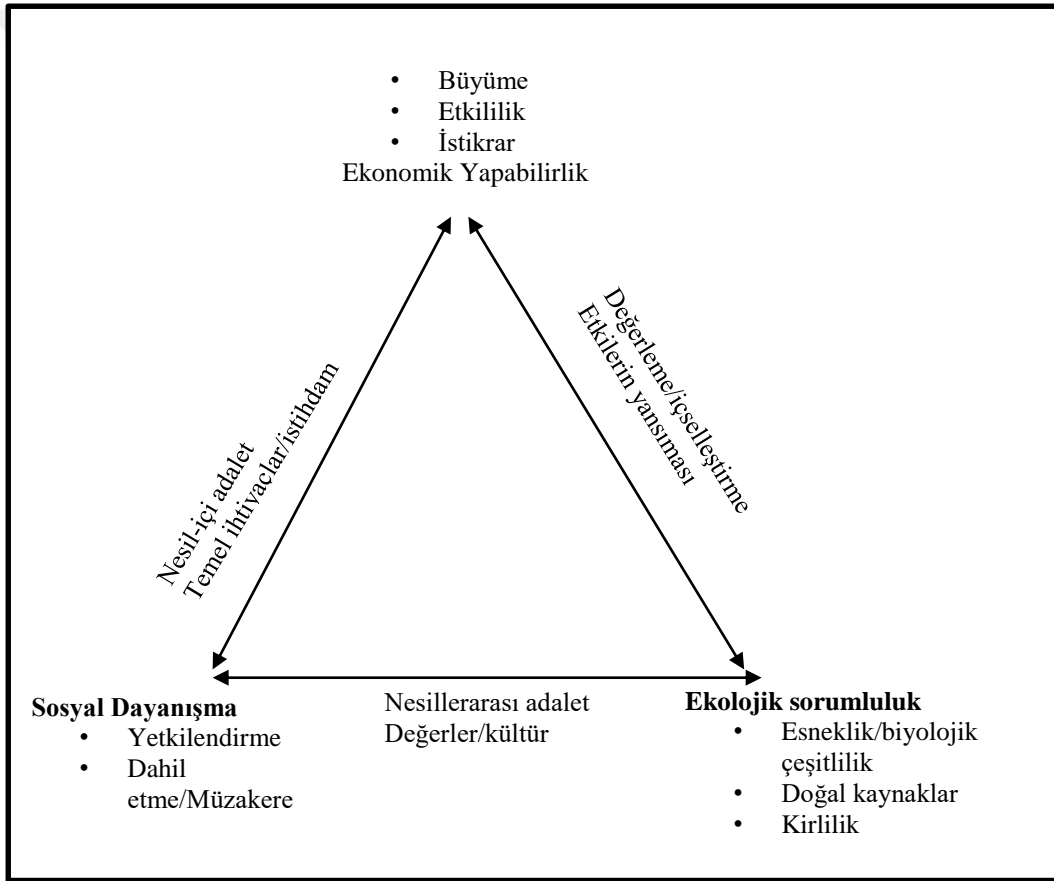 • Büyüme
• Etkililik
• İstikrar
Ekonomik Yapabilirlik
Nesil-içi adalet
Temel ihtiyaçlar/istihdam
Değerleme/içselleştirme
Etkilerin yansıması
Sosyal Dayanışma
• Yetkilendirme
• Dahil
etme/Müzakere
Nesillerarası adalet
Değerler/kültür
Ekolojik sorumluluk
• Esneklik/biyolojik
çeşitlilik
• Doğal kaynaklar
• Kirlilik